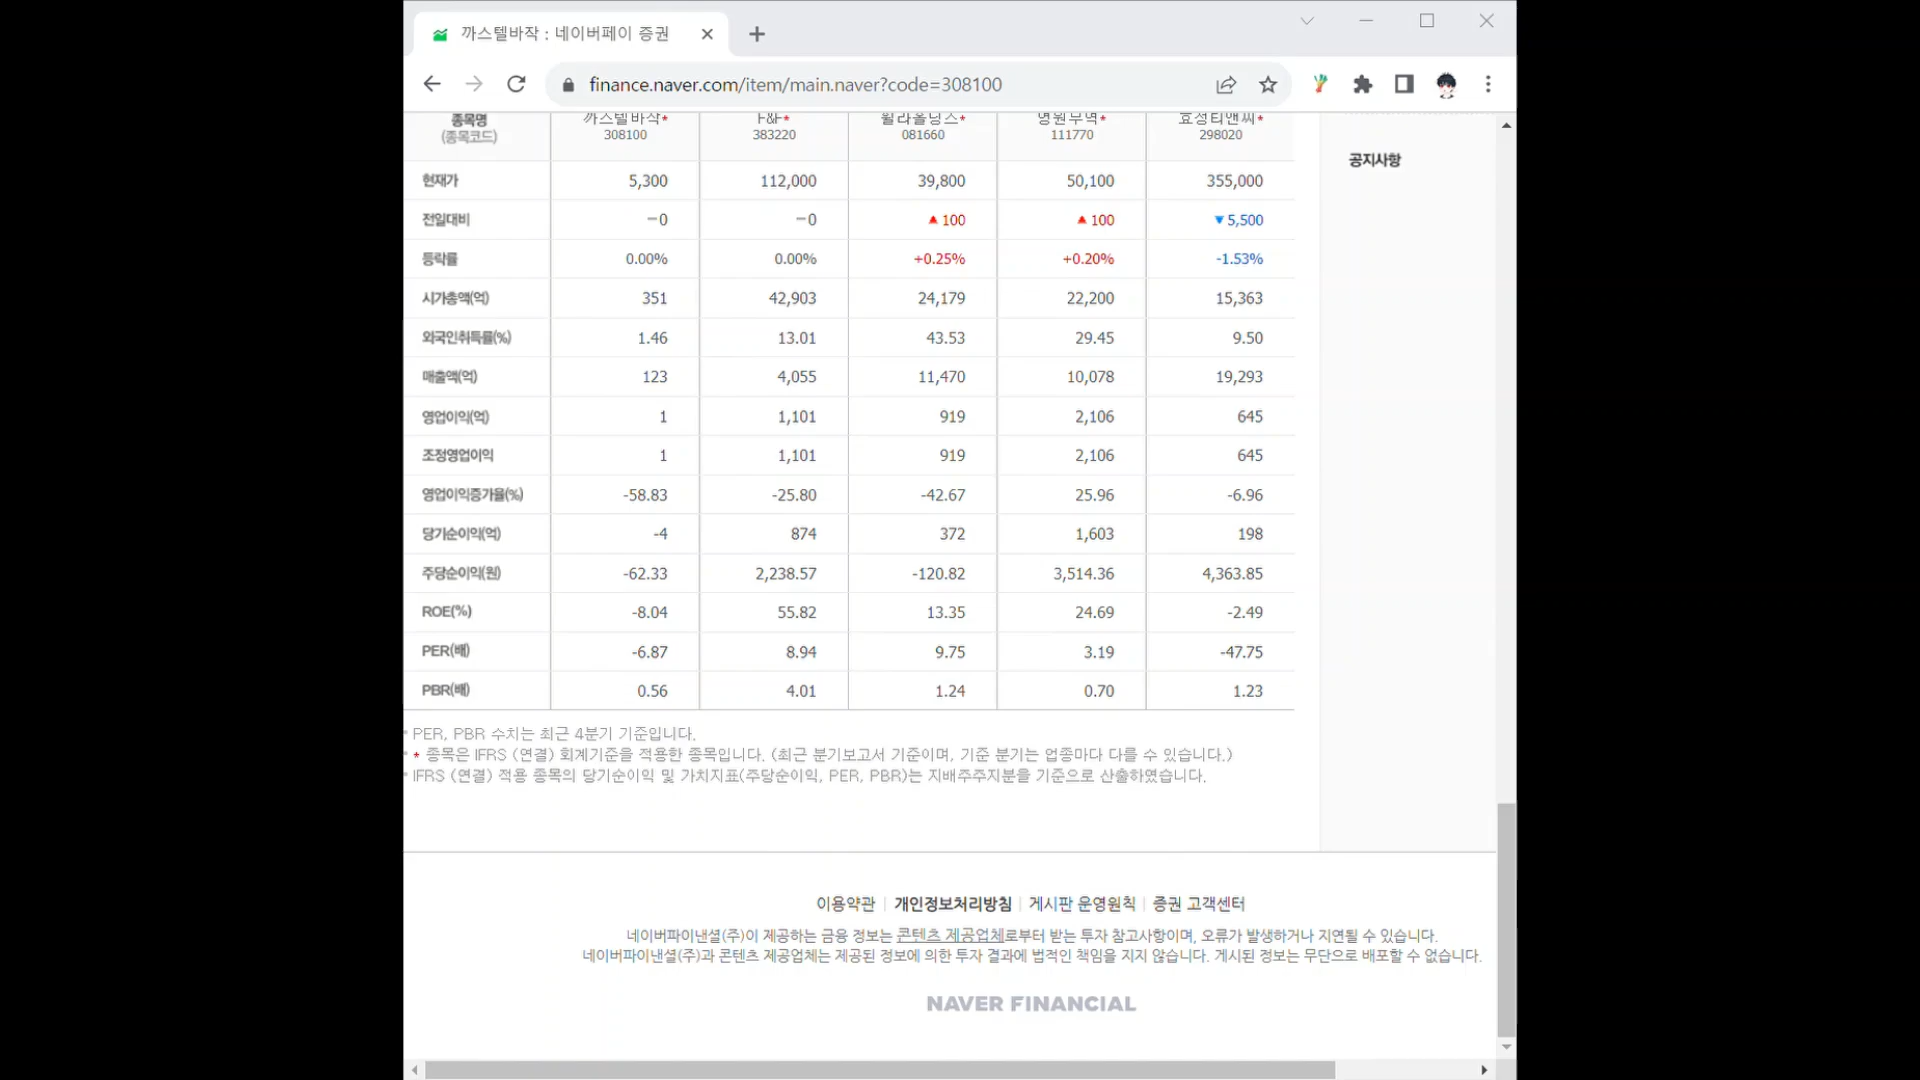 까스텔바작 : 네이버페이 증권
finance.naver.com/item/main.naver?code=308100
종목명 까스텔바작* F&F* 휠라홀딩스* 영원무역* 효성티앤씨*
(종목코드) 308100 383220 081660 111770 298020
공지사항
현재가 5,300 112,000 39,800 50,100 355,000
전일대비 －0 －0 ▲100 ▲100 ▼5,500
등락률 0.00% 0.00% +0.25% +0.20% -1.53%
시가총액(억) 351 42,903 24,179 22,200 15,363
외국인취득률(%) 1.46 13.01 43.53 29.45 9.50
매출액(억) 123 4,055 11,470 10,078 19,293
영업이익(억) 1 1,101 919 2,106 645
조정영업이익 1 1,101 919 2,106 645
영업이익증가율(%) -58.83 -25.80 -42.67 25.96 -6.96
당기순이익(억) -4 874 372 1,603 198
주당순이익(원) -62.33 2,238.57 -120.82 3,514.36 4,363.85
ROE(%) -8.04 55.82 13.35 24.69 -2.49
PER(배) -6.87 8.94 9.75 3.19 -47.75
PBR(배) 0.56 4.01 1.24 0.70 1.23
* PER, PBR 수치는 최근 4분기 기준입니다.
* * 종목은 IFRS (연결) 회계기준을 적용한 종목입니다. (최근 분기보고서 기준이며, 기준 분기는 업종마다 다를 수 있습니다.)
* IFRS (연결) 적용 종목의 당기순이익 및 가치지표(주당순이익, PER, PBR)는 지배주주지분을 기준으로 산출하였습니다.
이용약관 | 개인정보처리방침 | 게시판 운영원칙 | 증권 고객센터
네이버파이낸셜(주)이 제공하는 금융 정보는 콘텐츠 제공업체로부터 받는 투자 참고사항이며, 오류가 발생하거나 지연될 수 있습니다.
네이버파이낸셜(주)과 콘텐츠 제공업체는 제공된 정보에 의한 투자 결과에 법적인 책임을 지지 않습니다. 게시된 정보는 무단으로 배포할 수 없습니다.
NAVER FINANCIAL